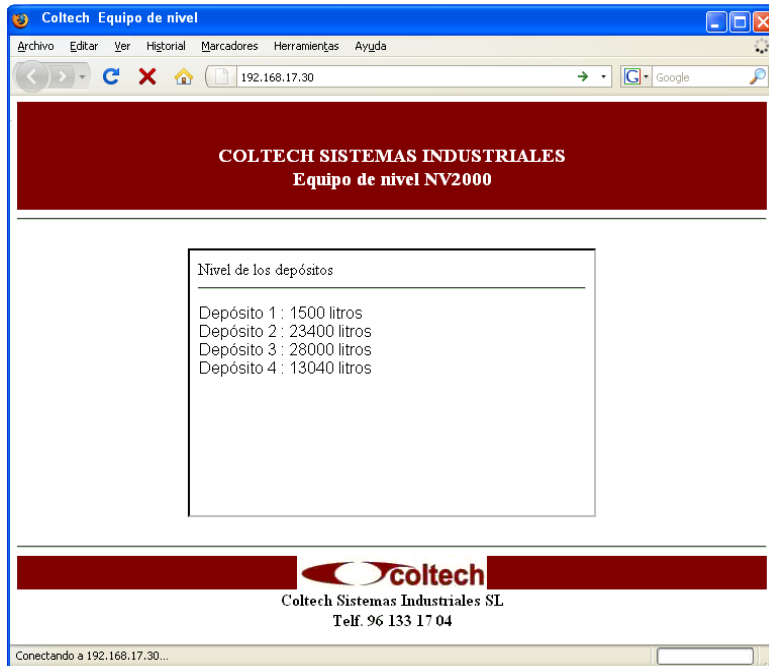 Coltech Equipo de nivel
Archivo Editar Ver Historial Marcadores Herramientas Ayuda
192.168.17.30 G Google
COLTECH SISTEMAS INDUSTRIALES
Equipo de nivel NV2000
Nivel de los depósitos
Depósito 1 : 1500 litros
Depósito 2 : 23400 litros
Depósito 3 : 28000 litros
Depósito 4 : 13040 litros
coltech
Coltech Sistemas Industriales SL
Telf. 96 133 17 04
Conectando a 192.168.17.30...